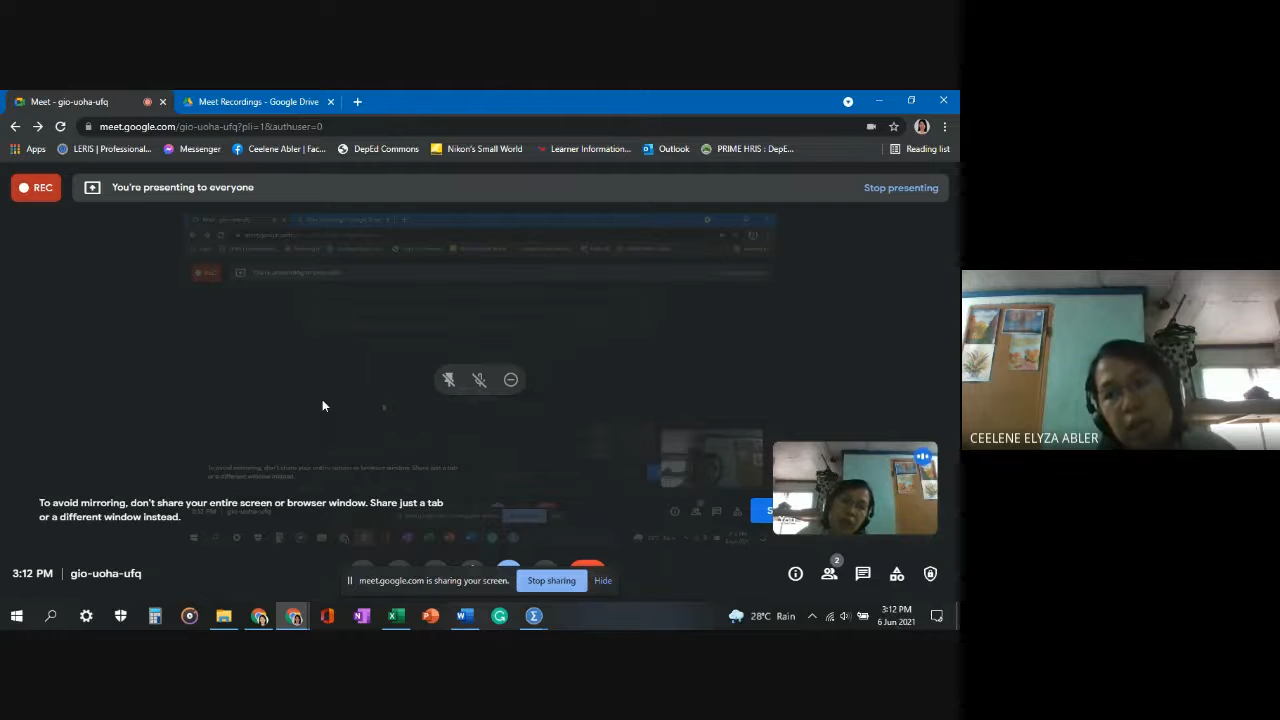 Meet - gio-uoha-ufq
Meet Recordings - Google Drive
meet.google.com/gio-uoha-ufq?pli=1&authuser=0
Apps
LERIS | Professional...
Messenger
Ceelene Abler | Fac...
DepEd Commons
Nikon's Small World
Learner Information...
Outlook
PRIME HRIS : DepE...
Reading list
REC
You're presenting to everyone
Stop presenting
To avoid mirroring, don't share your entire screen or browser window. Share just a tab
or a different window instead.
You
CEELENE ELYZA ABLER
3:12 PM | gio-uoha-ufq
2
meet.google.com is sharing your screen.
Stop sharing
Hide
28°C Rain
3:12 PM
6 Jun 2021